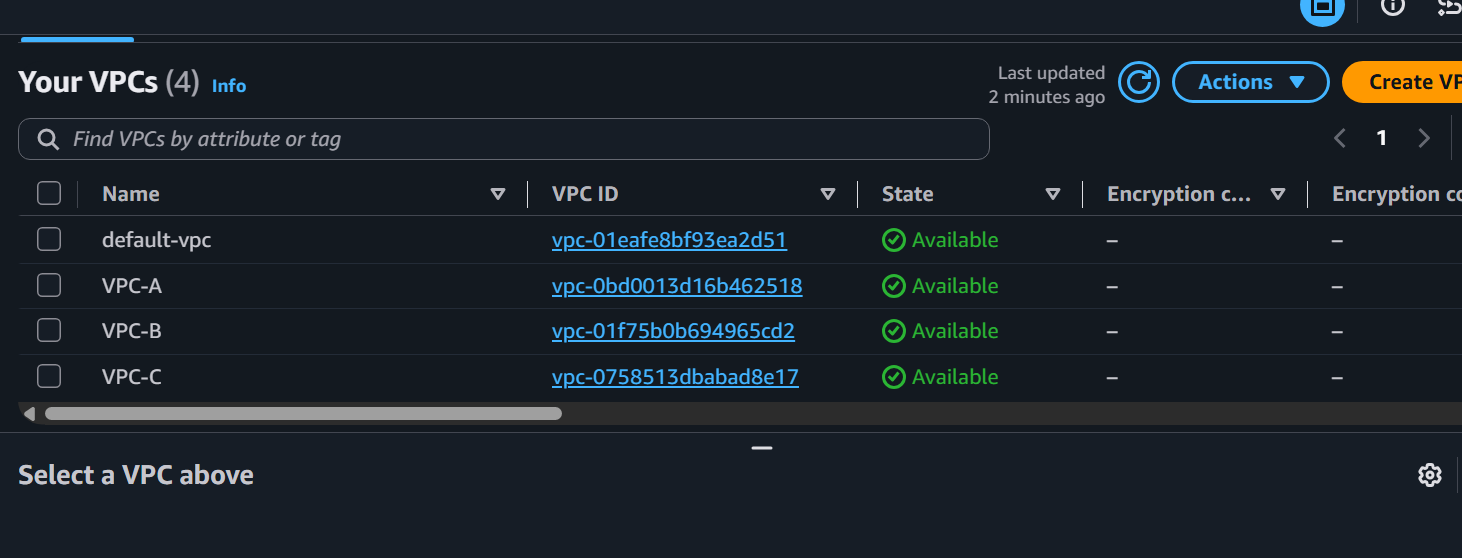 Your VPCs (4) Info
Last updated
2 minutes ago
Actions
Create VP
Find VPCs by attribute or tag
1
Name VPC ID State Encryption c... Encryption co
default-vpc vpc-01eafe8bf93ea2d51 Available – –
VPC-A vpc-0bd0013d16b462518 Available – –
VPC-B vpc-01f75b0b694965cd2 Available – –
VPC-C vpc-0758513dbabad8e17 Available – –
Select a VPC above